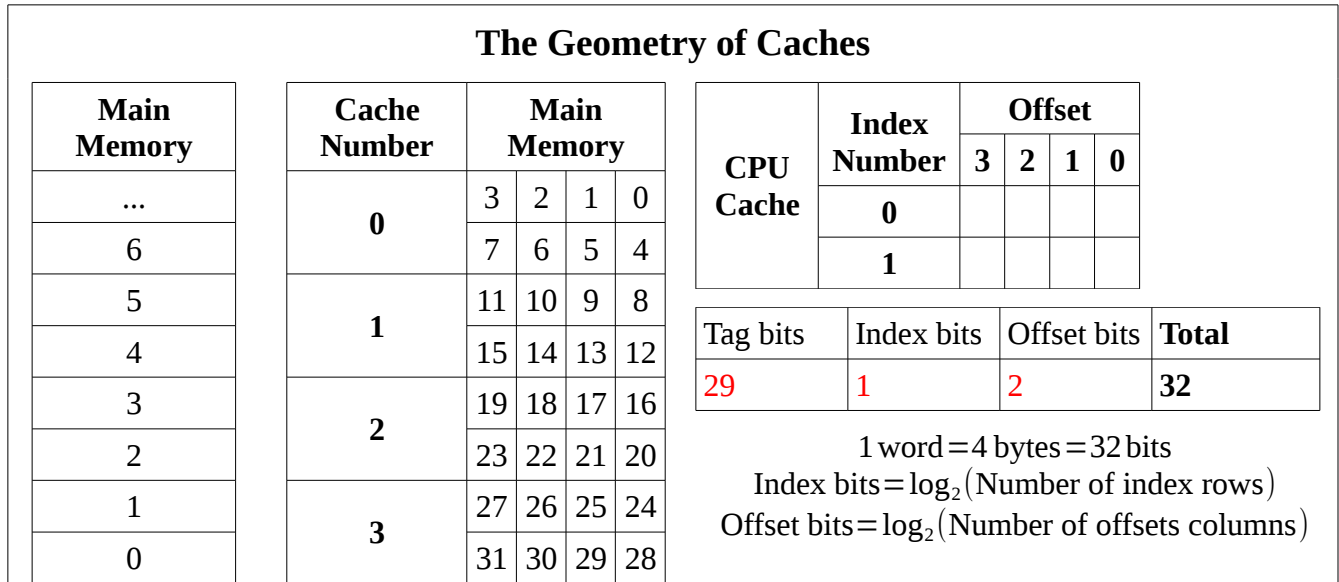 The Geometry of Caches
Main
Memory
...
6
5
4
3
2
1
0
Cache
Number
Main
Memory
0
3 2 1 0
7 6 5 4
1
11 10 9 8
15 14 13 12
2
19 18 17 16
23 22 21 20
3
27 26 25 24
31 30 29 28
CPU
Cache
Index
Number
Offset
3 2 1 0
0
1
Tag bits Index bits Offset bits Total
29 1 2 32
1 word=4 bytes=32 bits
Index bits=log₂(Number of index rows)
Offset bits=log₂(Number of offsets columns)